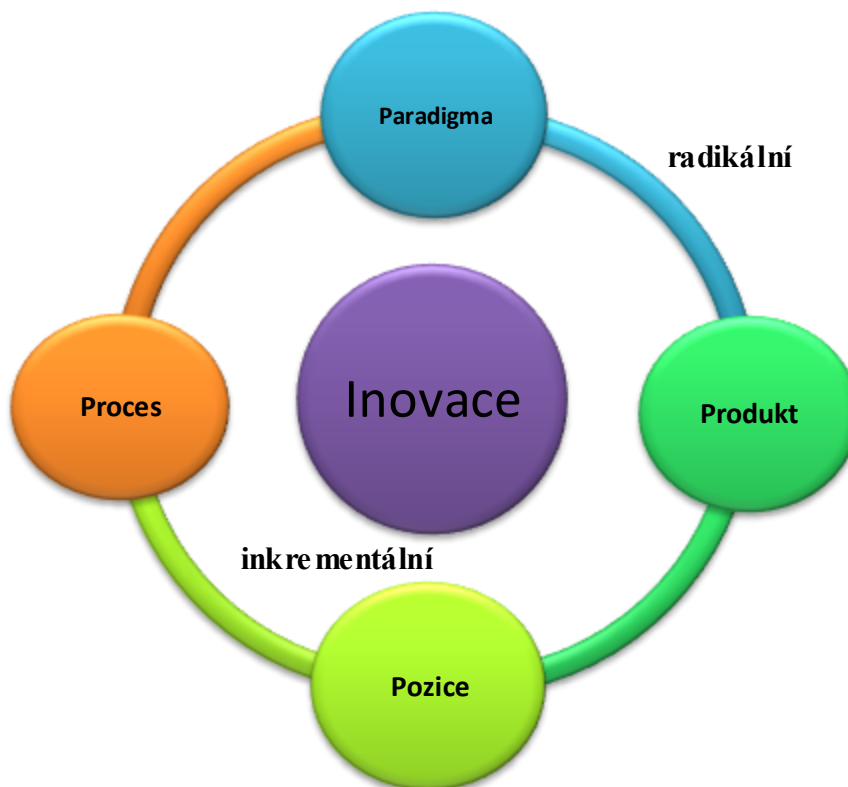 Paradigma
radikální
Inovace
Proces
Produkt
inkrementální
Pozice